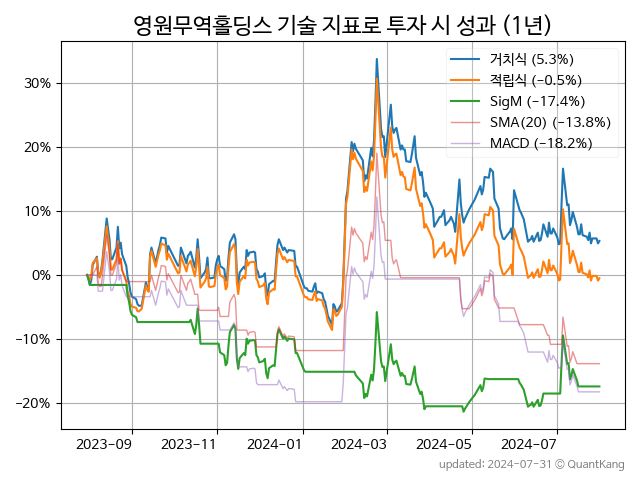 영원무역홀딩스 기술 지표로 투자 시 성과 (1년)
거치식 (5.3%)
적립식 (−0.5%)
SigM (−17.4%)
SMA(20) (−13.8%)
MACD (−18.2%)
30%
20%
10%
0%
−10%
−20%
2023-09 2023-11 2024-01 2024-03 2024-05 2024-07
updated: 2024-07-31 © QuantKang